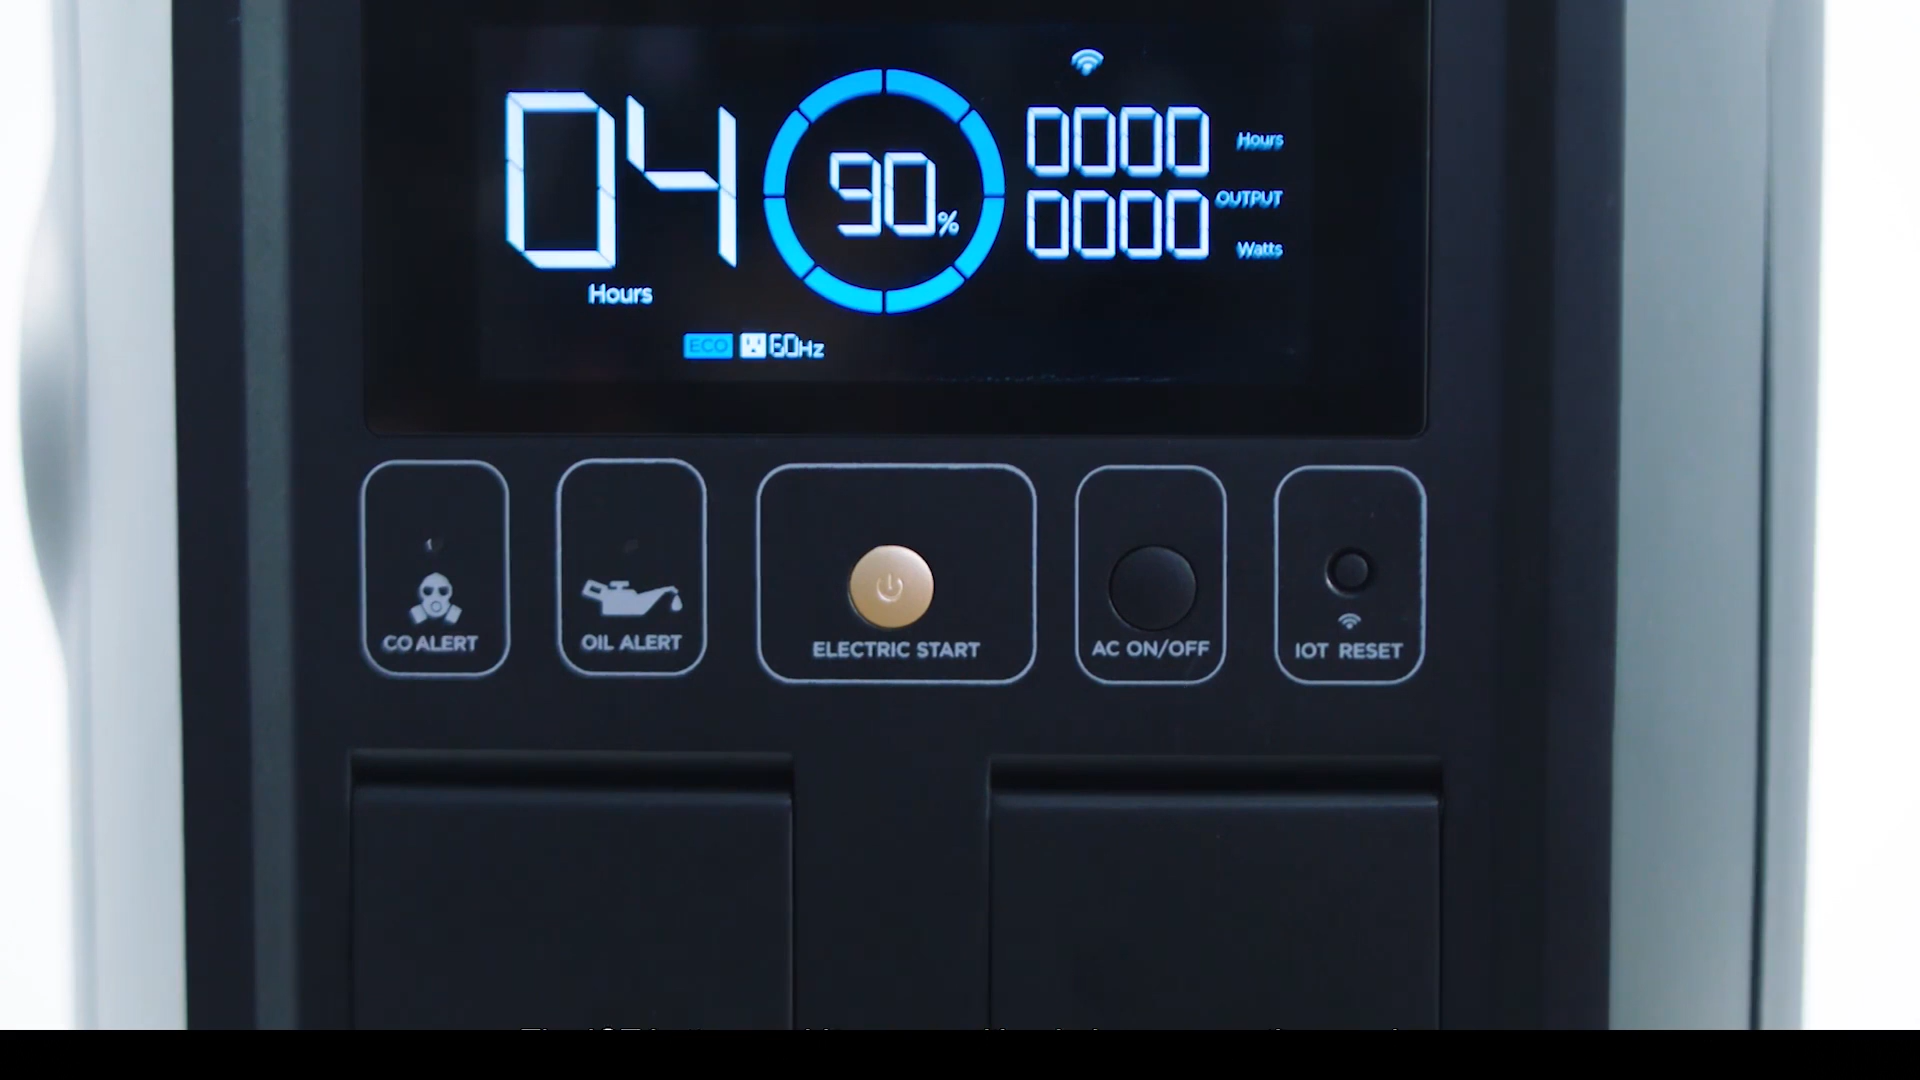 04
Hours
90%
0000 Hours
OUTPUT
0000 Watts
ECO 60Hz
CO ALERT
OIL ALERT
ELECTRIC START
AC ON/OFF
IOT RESET